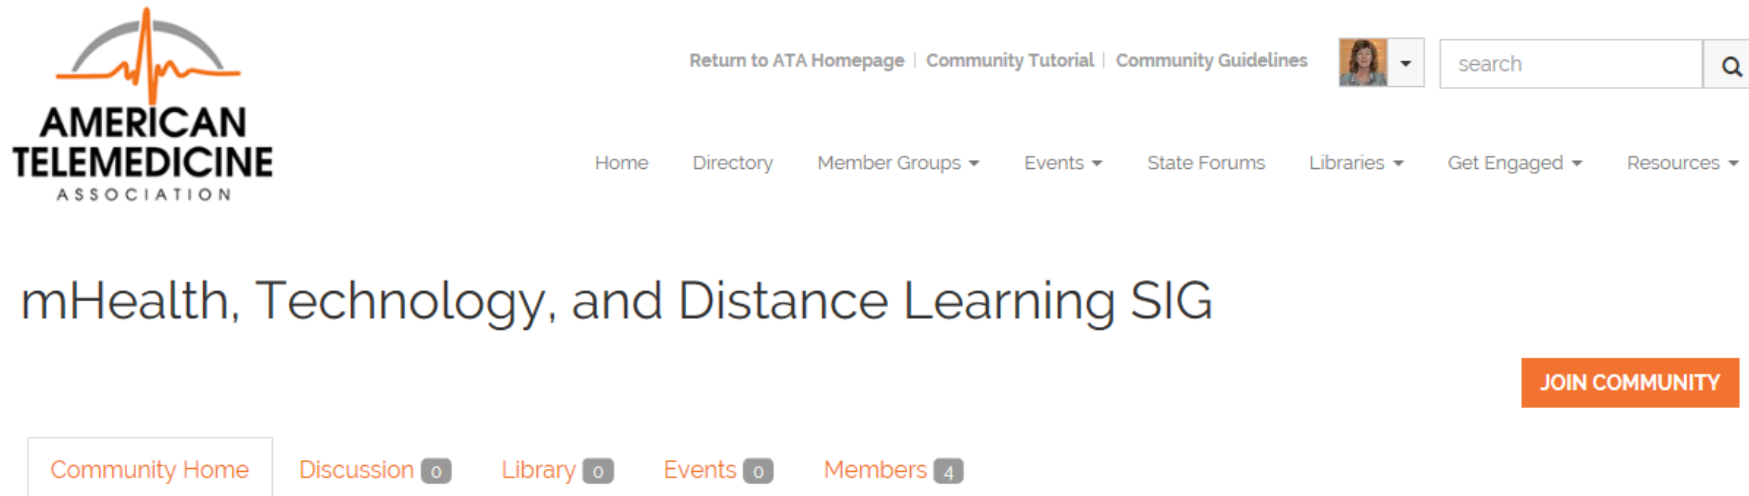 AMERICAN
TELEMEDICINE
ASSOCIATION
Return to ATA Homepage | Community Tutorial | Community Guidelines
search
Home Directory Member Groups Events State Forums Libraries Get Engaged Resources
mHealth, Technology, and Distance Learning SIG
JOIN COMMUNITY
Community Home Discussion 0 Library 0 Events 0 Members 4